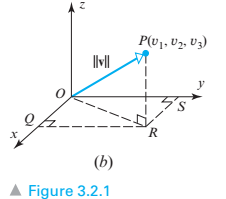 z
P(v₁, v₂, v₃)
||v||
O
y
Q
S
x
R
(b)
▲ Figure 3.2.1